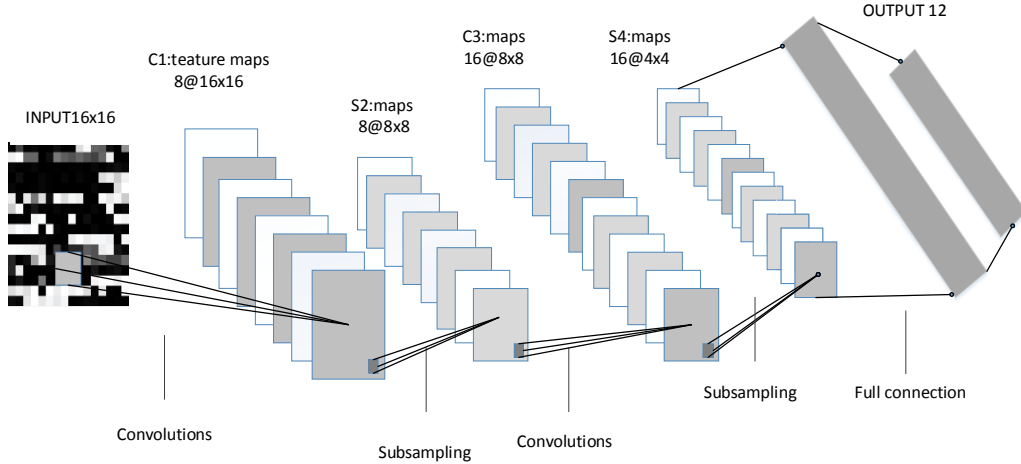 OUTPUT 12
C3:maps
16@8x8
S4:maps
16@4x4
C1:teature maps
8@16x16
S2:maps
8@8x8
INPUT16x16
Subsampling
Full connection
Convolutions
Subsampling
Convolutions